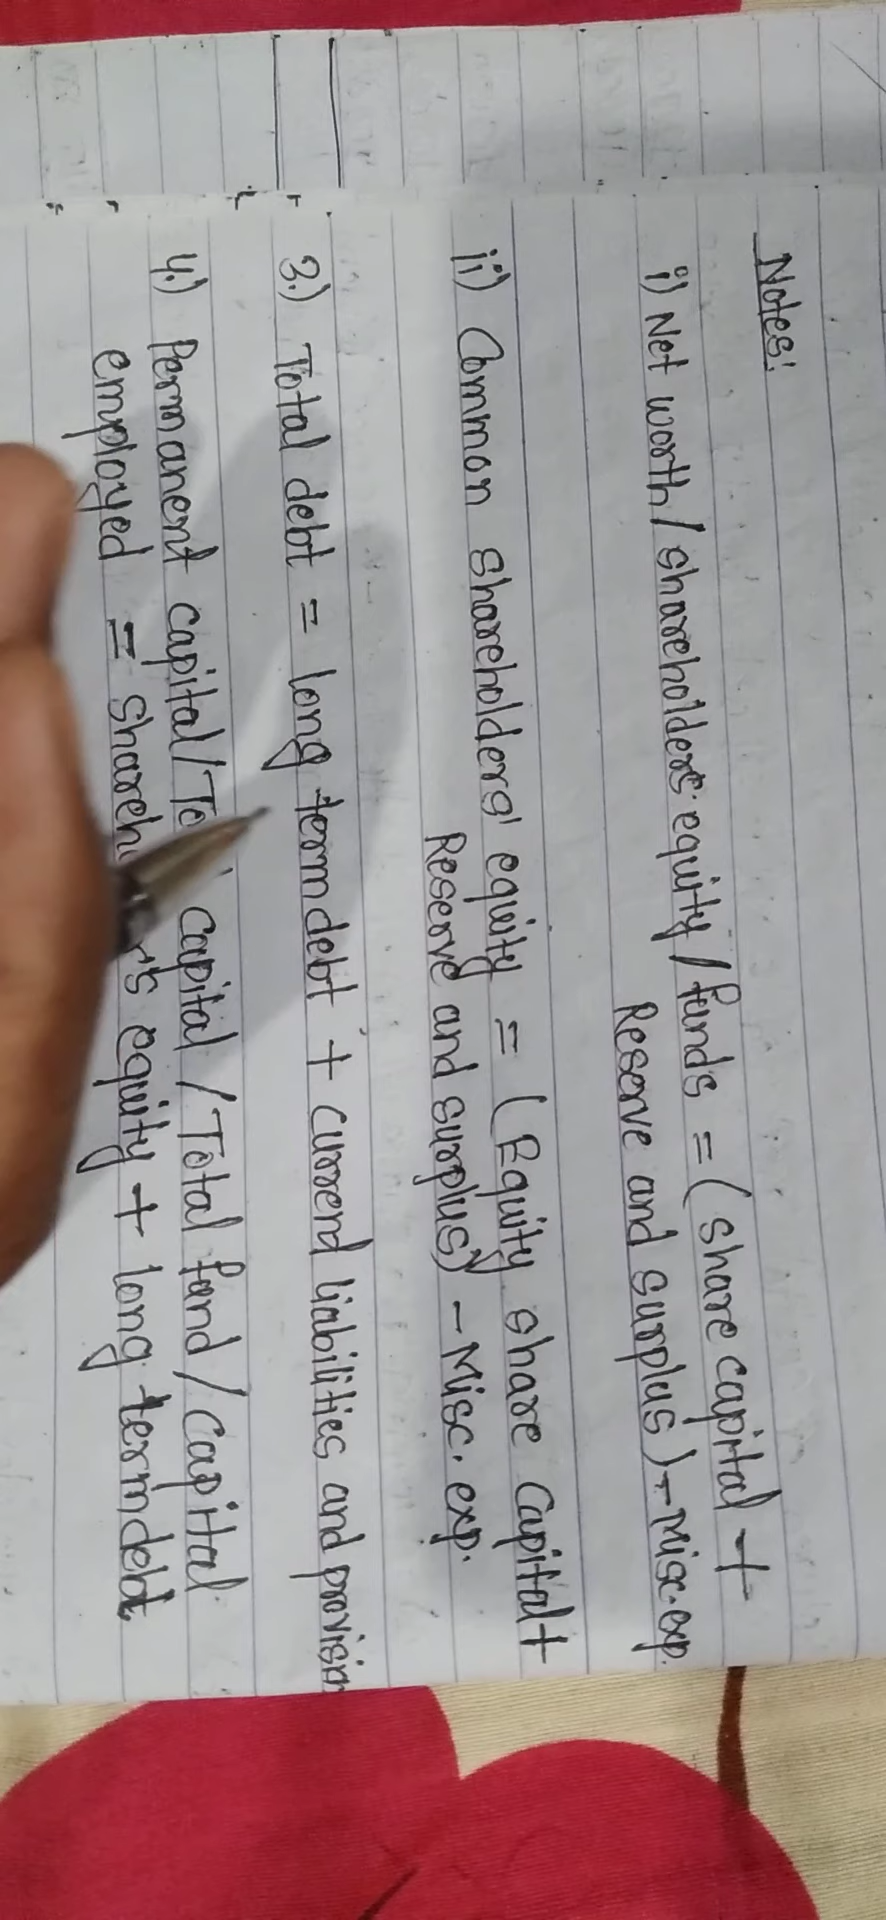 Notes:
i) Net worth/shareholders equity/funds = (share capital +
Reserve and surplus) - Misc. exp.
ii) Common shareholders' equity = (Equity share capital +
Reserve and surplus) - Misc. exp.
3.) Total debt = long term debt + currend liabilities and provision
4.) Permanent capital/ capital/Total fand/capital
employed = equity + long term debt.